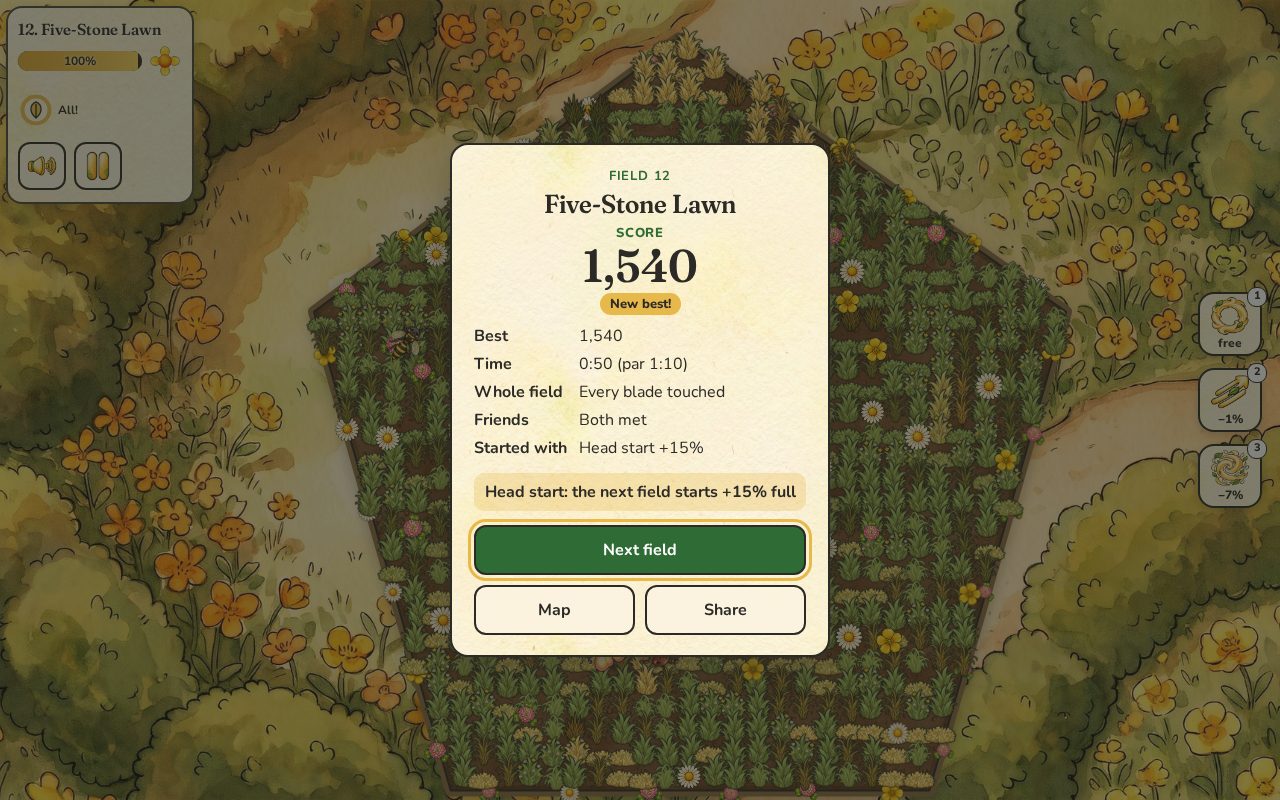 12. Five-Stone Lawn
100%
All!
FIELD 12
Five-Stone Lawn
SCORE
1,540
New best!
Best 1,540
Time 0:50 (par 1:10)
Whole field Every blade touched
Friends Both met
Started with Head start +15%
Head start: the next field starts +15% full
Next field
Map Share
1
free
2
−1%
3
−7%